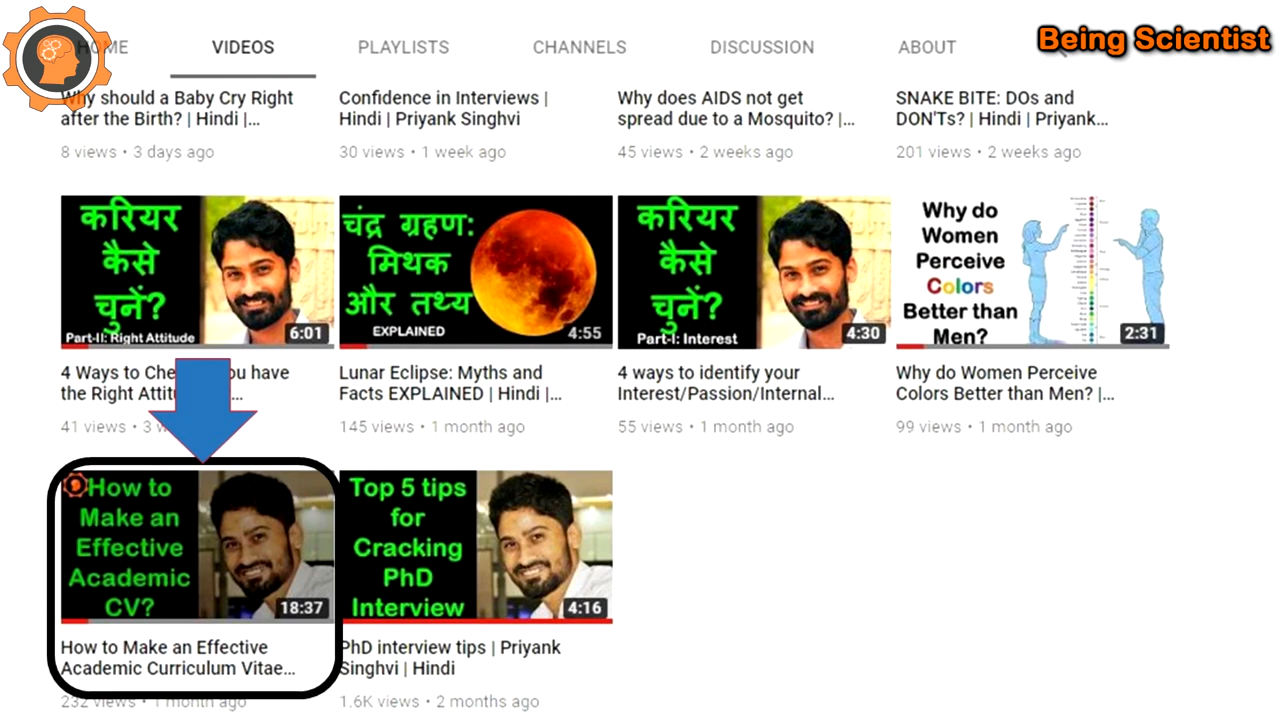 HOME VIDEOS PLAYLISTS CHANNELS DISCUSSION ABOUT
Being Scientist
Why should a Baby Cry Right
after the Birth? | Hindi |...
8 views • 3 days ago
Confidence in Interviews |
Hindi | Priyank Singhvi
30 views • 1 week ago
Why does AIDS not get
spread due to a Mosquito? |...
45 views • 2 weeks ago
SNAKE BITE: DOs and
DON'Ts? | Hindi | Priyank...
201 views • 2 weeks ago
करियर
कैसे
चुनें?
Part-II: Right Attitude
6:01
4 Ways to Che you have
the Right Attit ...
41 views • 3 w
चंद्र ग्रहण:
मिथक
और तथ्य
EXPLAINED
4:55
Lunar Eclipse: Myths and
Facts EXPLAINED | Hindi |...
145 views • 1 month ago
करियर
कैसे
चुनें?
Part-I: Interest
4:30
4 ways to identify your
Interest/Passion/Internal...
55 views • 1 month ago
Why do
Women
Perceive
Colors
Better than
Men?
2:31
Why do Women Perceive
Colors Better than Men? |...
99 views • 1 month ago
How to
Make an
Effective
Academic
CV?
18:37
How to Make an Effective
Academic Curriculum Vitae...
232 views • 1 month ago
Top 5 tips
for
Cracking
PhD
Interview
4:16
PhD interview tips | Priyank
Singhvi | Hindi
1.6K views • 2 months ago